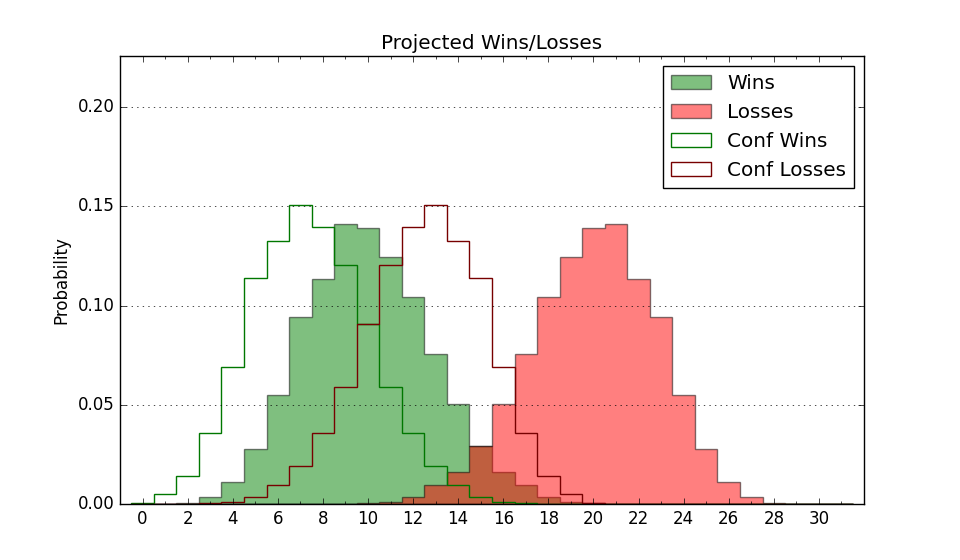 Projected Wins/Losses
Wins
Losses
Conf Wins
Conf Losses
Probability
0.20
0.15
0.10
0.05
0.00
0 2 4 6 8 10 12 14 16 18 20 22 24 26 28 30